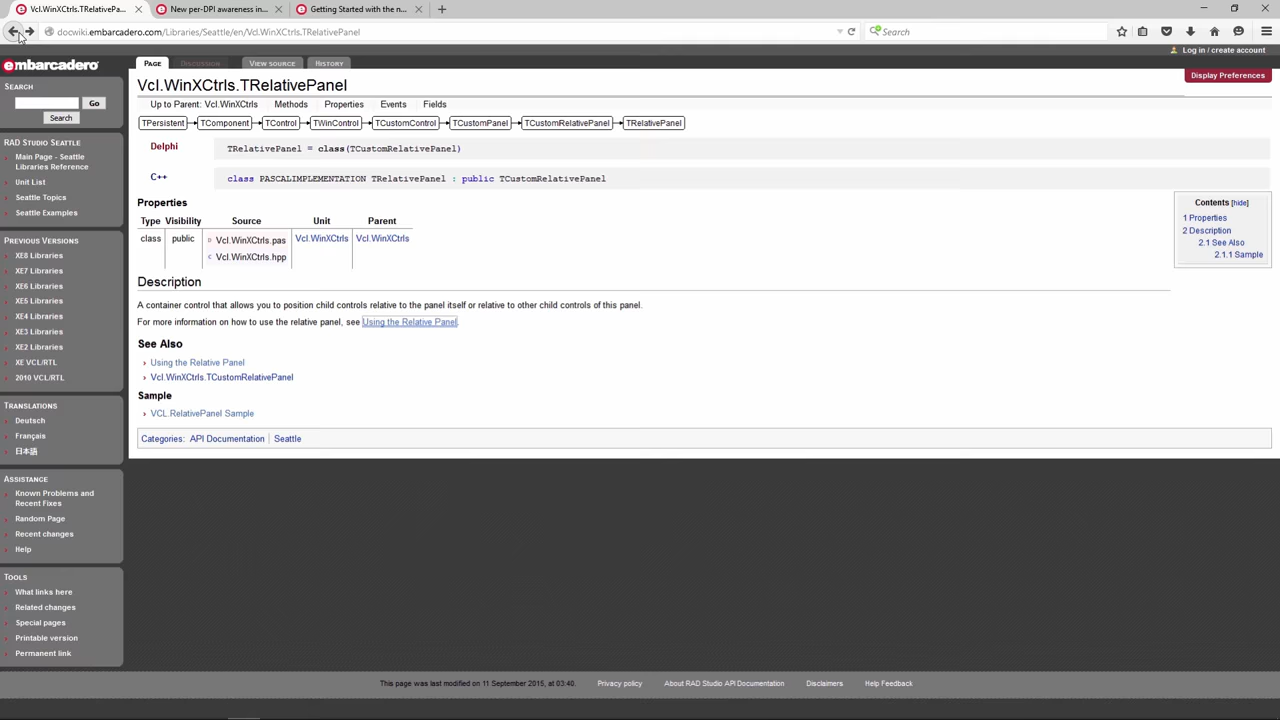 Vcl.WinXCtrls.TRelativePa...
New per-DPI awareness in...
Getting Started with the n...
docwiki.embarcadero.com/Libraries/Seattle/en/Vcl.WinXCtrls.TRelativePanel
Search
Log in / create account
embarcadero
PAGE
DISCUSSION
VIEW SOURCE
HISTORY
Display Preferences
SEARCH
Go
Search
RAD STUDIO SEATTLE
Main Page - Seattle
Libraries Reference
Unit List
Seattle Topics
Seattle Examples
PREVIOUS VERSIONS
XE8 Libraries
XE7 Libraries
XE6 Libraries
XE5 Libraries
XE4 Libraries
XE3 Libraries
XE2 Libraries
XE VCL/RTL
2010 VCL/RTL
TRANSLATIONS
Deutsch
Français
日本語
ASSISTANCE
Known Problems and
Recent Fixes
Random Page
Recent changes
Help
TOOLS
What links here
Related changes
Special pages
Printable version
Permanent link
Vcl.WinXCtrls.TRelativePanel
Up to Parent: Vcl.WinXCtrls Methods Properties Events Fields
TPersistent TComponent TControl TWinControl TCustomControl TCustomPanel TCustomRelativePanel TRelativePanel
Delphi TRelativePanel = class(TCustomRelativePanel)
C++ class PASCALIMPLEMENTATION TRelativePanel : public TCustomRelativePanel
Properties
Type Visibility Source Unit Parent
class public Vcl.WinXCtrls.pas Vcl.WinXCtrls Vcl.WinXCtrls
Vcl.WinXCtrls.hpp
Contents [hide]
1 Properties
2 Description
2.1 See Also
2.1.1 Sample
Description
A container control that allows you to position child controls relative to the panel itself or relative to other child controls of this panel.
For more information on how to use the relative panel, see Using the Relative Panel.
See Also
Using the Relative Panel
Vcl.WinXCtrls.TCustomRelativePanel
Sample
VCL.RelativePanel Sample
Categories: API Documentation | Seattle
This page was last modified on 11 September 2015, at 03:40. Privacy policy About RAD Studio API Documentation Disclaimers Help Feedback